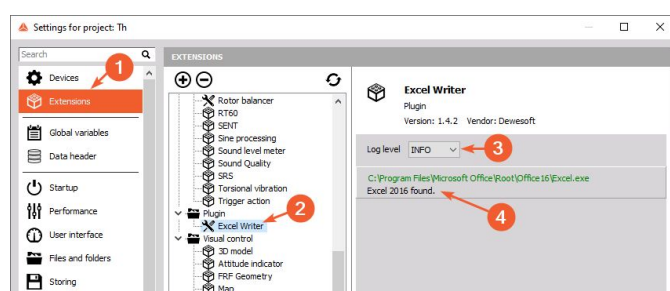 Settings for project: Th
Search
EXTENSIONS
1
Devices
Extensions
Global variables
Data header
Startup
Performance
User interface
Files and folders
Storing
Rotor balancer
RT60
SENT
Sine processing
Sound level meter
Sound Quality
SRS
Torsional vibration
Trigger action
2
Plugin
Excel Writer
Visual control
3D model
Attitude indicator
FRF Geometry
Map
Excel Writer
Plugin
Version: 1.4.2 Vendor: Dewesoft
Log level INFO 3
C:\Program Files\Microsoft Office\Root\Office16\Excel.exe
Excel 2016 found.
4